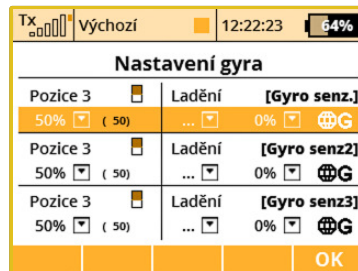 Tx Výchozí 12:22:23 64%
Nastavení gyra
Pozice 3 Ladění [Gyro senz.]
50% ( 50) ... 0% G
Pozice 3 Ladění [Gyro senz2]
50% ( 50) ... 0% G
Pozice 3 Ladění [Gyro senz3]
50% ( 50) ... 0% G
OK